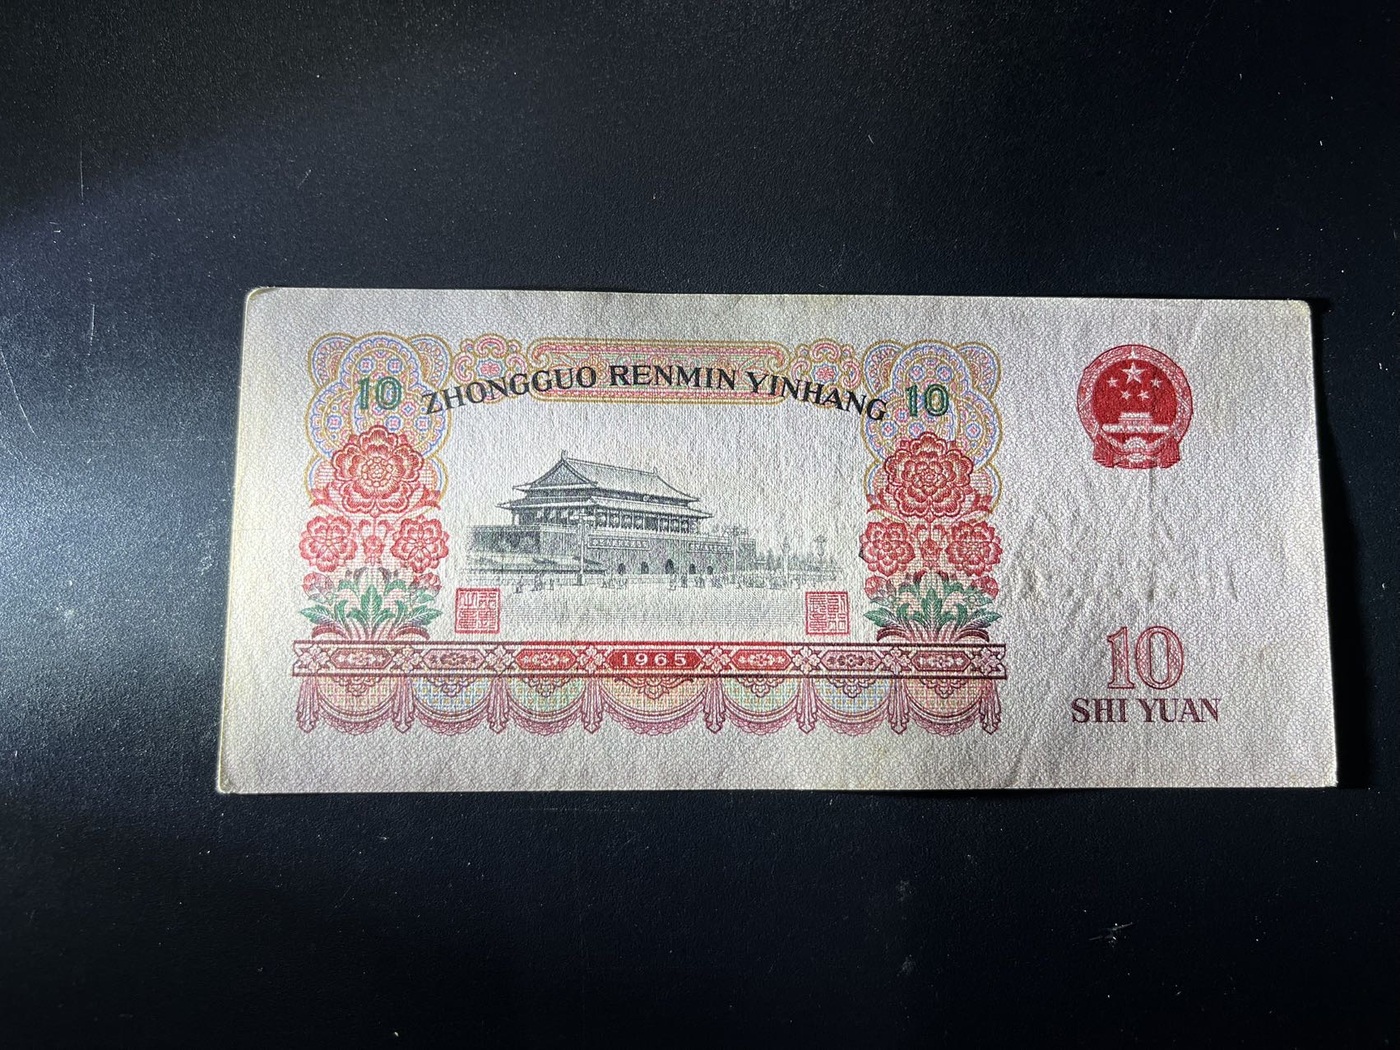 10 ZHONGGUO RENMIN YINHANG 10
1965
10
SHI YUAN